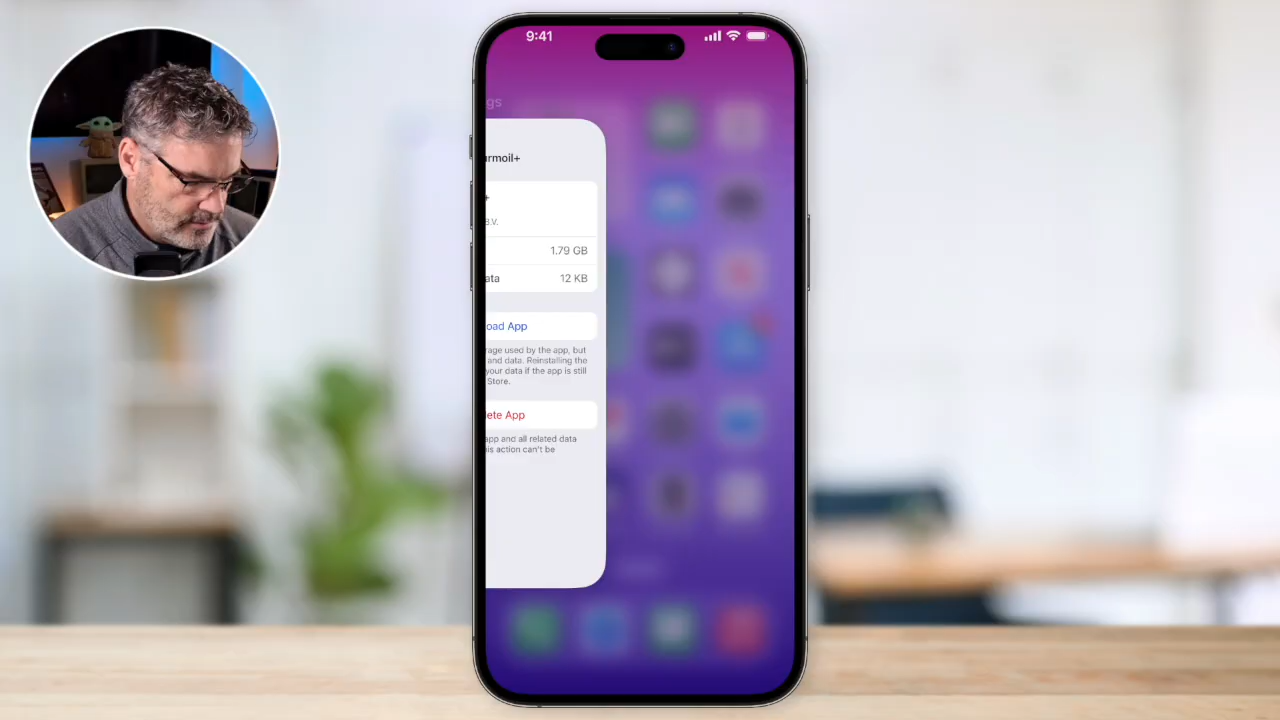 9:41
gs
urmoil+
+
B.V.
1.79 GB
ata
12 KB
oad App
rage used by the app, but
and data. Reinstalling the
your data if the app is still
Store.
ete App
app and all related data
is action can't be